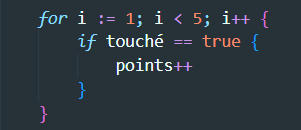 for i := 1; i < 5; i++ {
    if touché == true {
        points++
    }
}